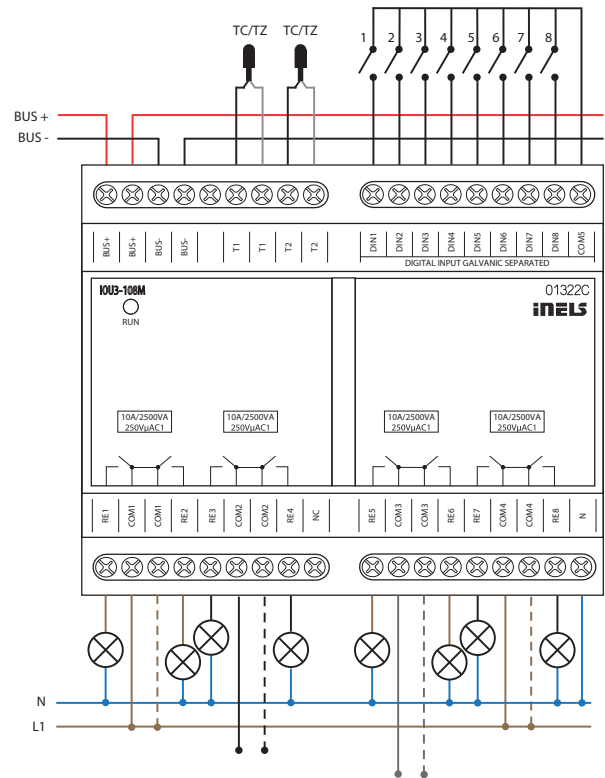 TC/TZ TC/TZ
1 2 3 4 5 6 7 8
BUS +
BUS -
BUS+ BUS+ BUS- BUS- T1 T1 T2 T2 DIN1 DIN2 DIN3 DIN4 DIN5 DIN6 DIN7 DIN8 COM5
DIGITAL INPUT GALVANIC SEPARATED
IOU3-108M
RUN
01322C
iNELS
10A/2500VA 10A/2500VA 10A/2500VA 10A/2500VA
250VµAC1 250VµAC1 250VµAC1 250VµAC1
RE1 COM1 COM1 RE2 RE3 COM2 COM2 RE4 NC RE5 COM3 COM3 RE6 RE7 COM4 COM4 RE8 N
N
L1